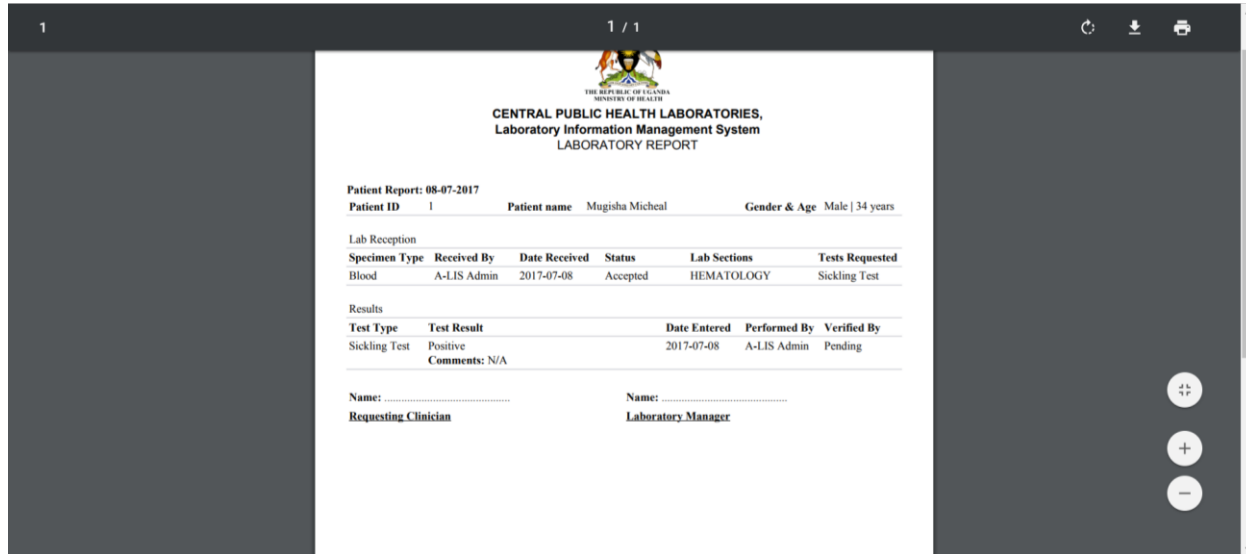 1
1 / 1
THE REPUBLIC OF UGANDA
MINISTRY OF HEALTH
CENTRAL PUBLIC HEALTH LABORATORIES,
Laboratory Information Management System
LABORATORY REPORT
Patient Report: 08-07-2017
Patient ID 1 Patient name Mugisha Micheal Gender & Age Male | 34 years
Lab Reception
Specimen Type Received By Date Received Status Lab Sections Tests Requested
Blood A-LIS Admin 2017-07-08 Accepted HEMATOLOGY Sickling Test
Results
Test Type Test Result Date Entered Performed By Verified By
Sickling Test Positive 2017-07-08 A-LIS Admin Pending
Comments: N/A
Name: .......................................... Name: ..........................................
Requesting Clinician Laboratory Manager